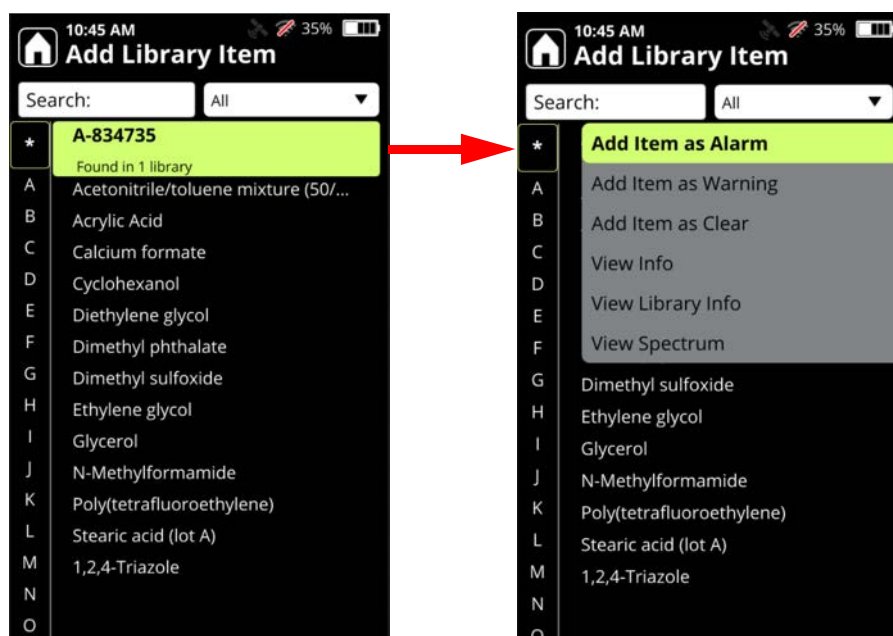 10:45 AM 35%
Add Library Item
Search: All
*
A-834735
Found in 1 library
A Acetonitrile/toluene mixture (50/...
B Acrylic Acid
C Calcium formate
D Cyclohexanol
E Diethylene glycol
F Dimethyl phthalate
G Dimethyl sulfoxide
H Ethylene glycol
I Glycerol
J N-Methylformamide
K Poly(tetrafluoroethylene)
L Stearic acid (lot A)
M 1,2,4-Triazole
N
O
10:45 AM 35%
Add Library Item
Search: All
* Add Item as Alarm
A Add Item as Warning
B Add Item as Clear
C View Info
D View Library Info
E
F View Spectrum
G Dimethyl sulfoxide
H Ethylene glycol
I Glycerol
J N-Methylformamide
K Poly(tetrafluoroethylene)
L Stearic acid (lot A)
M 1,2,4-Triazole
N
O